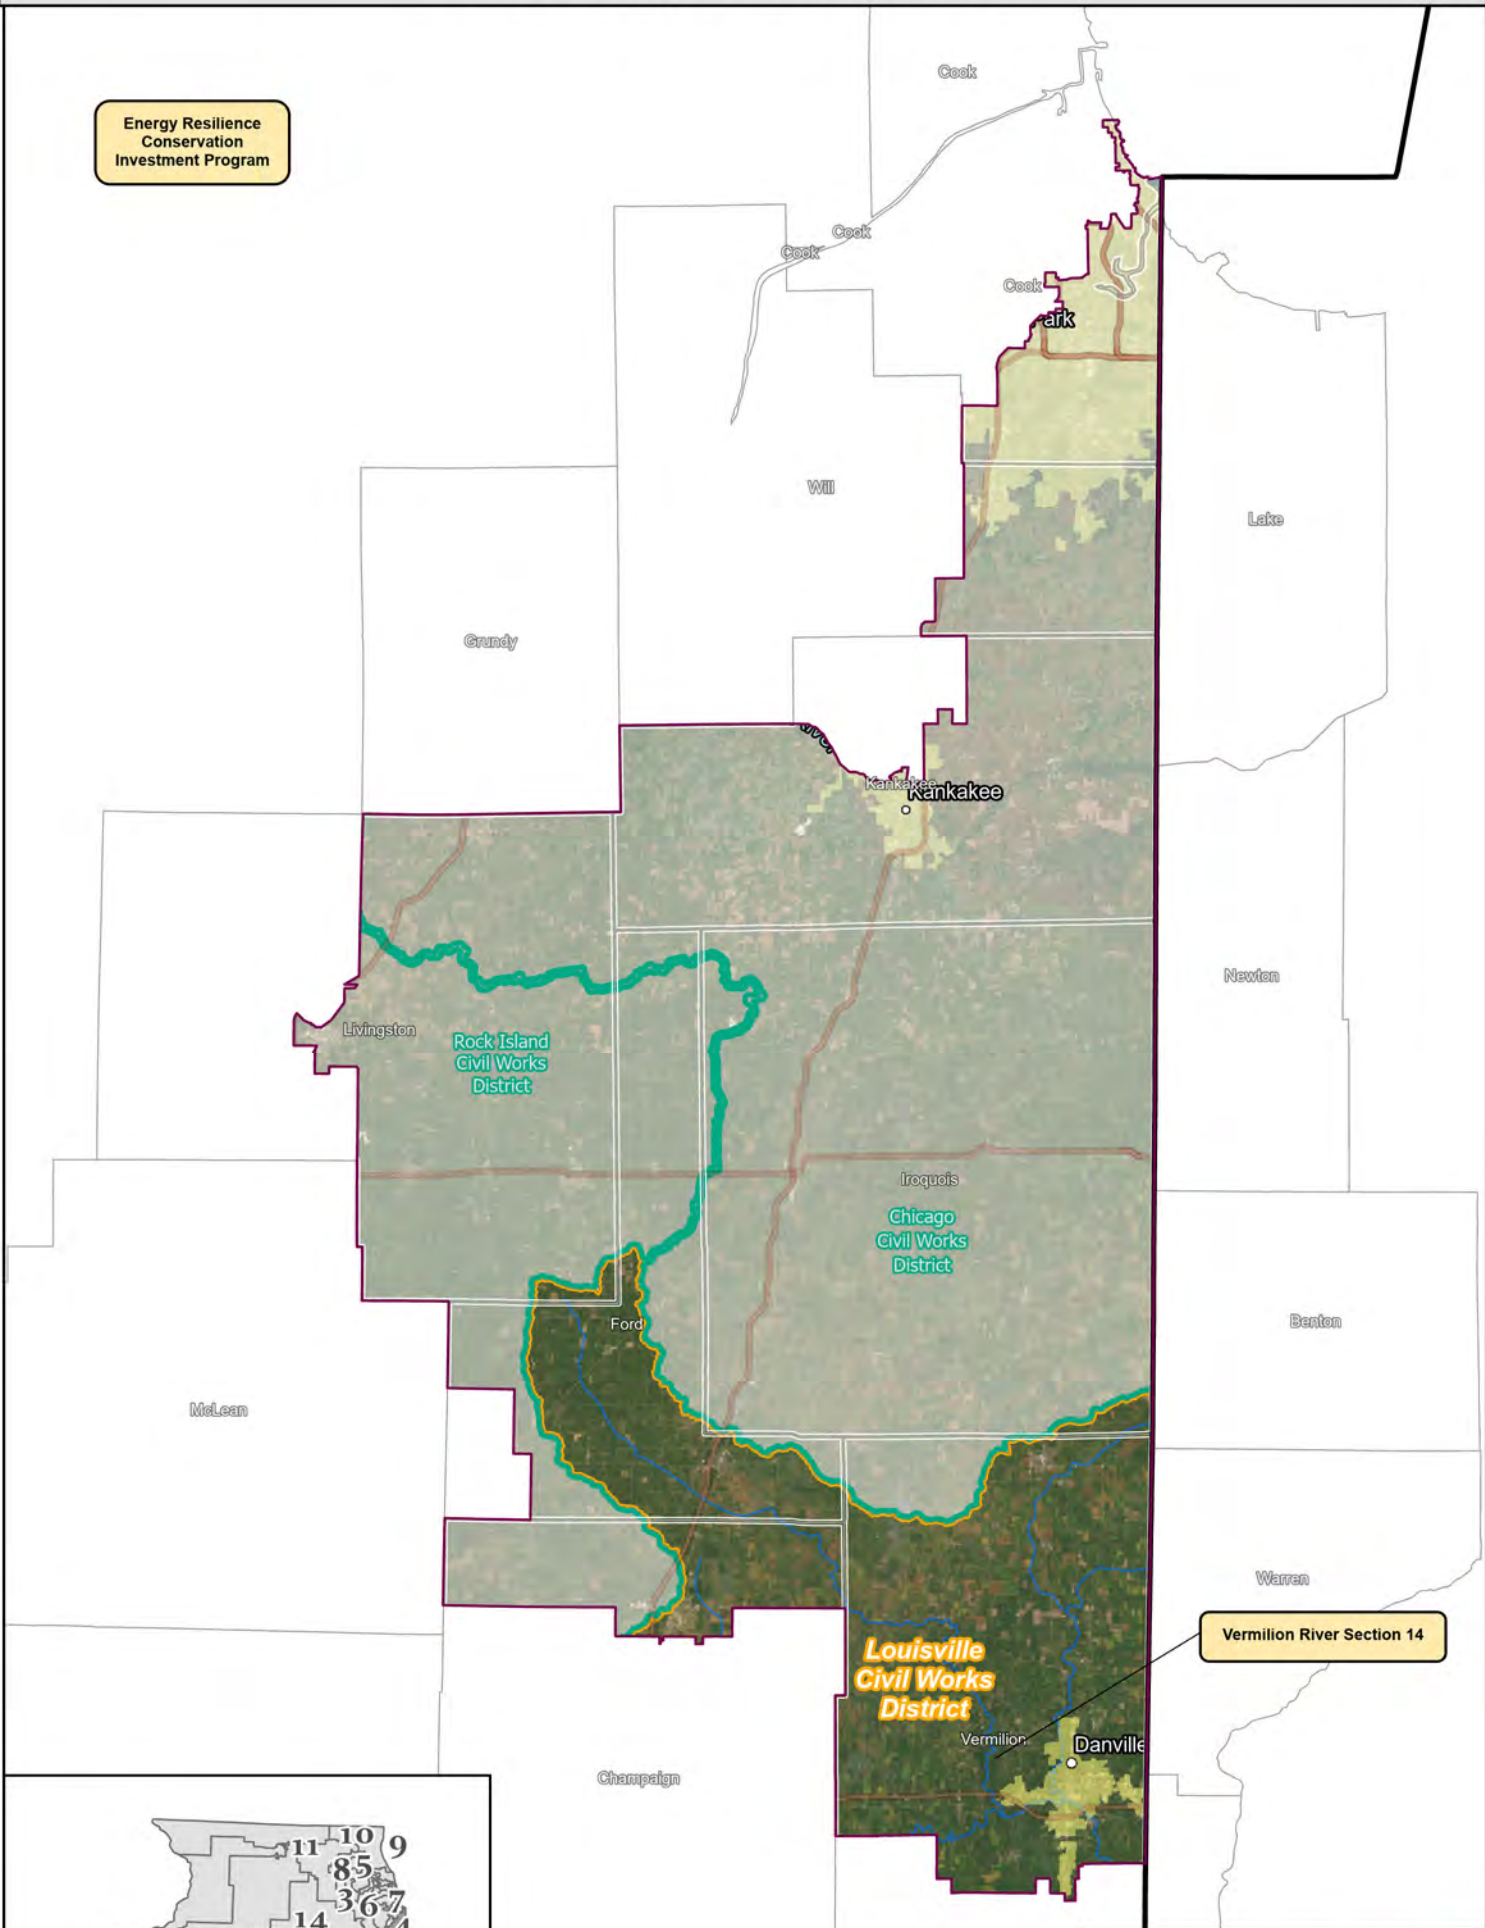 Cook
Energy Resilience
Conservation
Investment Program
Cook
Cook
Cook
ark
Will
Lake
Grundy
Kankakee
Kankakee
Newton
Livingston
Rock Island
Civil Works
District
Iroquois
Chicago
Civil Works
District
Ford
Benton
McLean
Warren
Vermilion River Section 14
Louisville
Civil Works
District
Vermilion
Danville
Champaign
10
9
11
8
5
3
6
7
14